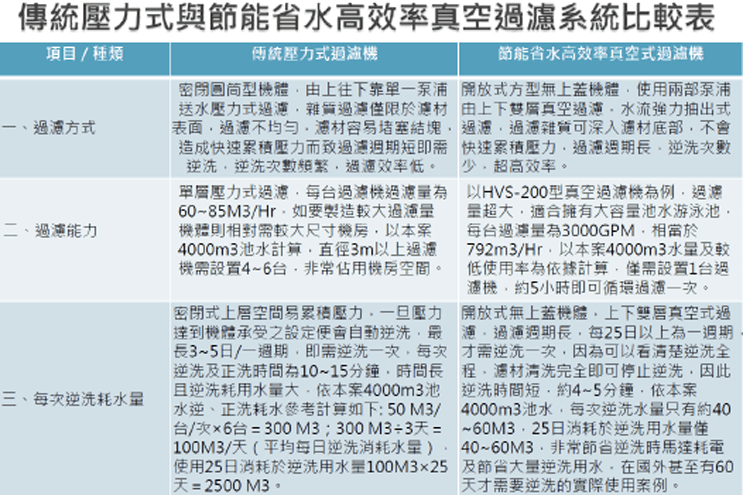 傳統壓力式與節能省水高效率真空過濾系統比較表
項目 / 種類
傳統壓力式過濾機
節能省水高效率真空式過濾機
一、過濾方式
密閉圓筒型機體，由上往下靠單一泵浦
送水壓力式過濾，雜質過濾僅限於濾材
表面，過濾不均勻，濾材容易堵塞結塊，
造成快速累積壓力而致過濾週期短即需
逆洗，逆洗次數頻繁，過濾效率低。
開放式方型無上蓋機體，使用兩部泵浦
由上下雙層真空過濾，水流強力抽出式
過濾，過濾雜質可深入濾材底部，不會
快速累積壓力，過濾週期長，逆洗次數
少，超高效率。
二、過濾能力
單層壓力式過濾，每台過濾機過濾量為
60~85M3/Hr，如要製造較大過濾量
機體則相對需較大尺寸機房，以本案
4000m3池水計算，直徑3m以上過濾
機需設置4~6台，非常佔用機房空間。
以HVS-200型真空過濾機為例，過濾
量超大，適合擁有大容量池水游泳池，
每台過濾量為3000GPM，相當於
792m3/Hr，以本案4000m3水量及較
低使用率為依據計算，僅需設置1台過
濾機，約5小時即可循環過濾一次。
三、每次逆洗耗水量
密閉式上層空間易累積壓力，一旦壓力
達到機體承受之設定便會自動逆洗，最
長3~5日/一週期，即需逆洗一次，每次
逆洗及正洗時間為10~15分鐘，時間長
且逆洗耗用水量大，依本案4000m3池
水逆、正洗耗水參考計算如下: 50 M3/
台/次×6台＝300 M3；300 M3÷3天＝
100M3/天（平均每日逆洗消耗水量），
使用25日消耗於逆洗用水量100M3×25
天＝2500 M3。
開放式無上蓋機體，上下雙層真空式過
濾，過濾週期長，每25日以上為一週期，
才需逆洗一次，因為可以看清楚逆洗全
程，濾材清洗完全即可停止逆洗，因此
逆洗時間短，約4~5分鐘，依本案
4000m3池水，每次逆洗水量只有約40
~60M3，25日消耗於逆洗用水量僅
40~60M3，非常節省逆洗時馬達耗電
及節省大量逆洗用水，在國外甚至有60
天才需要逆洗的實際使用案例。